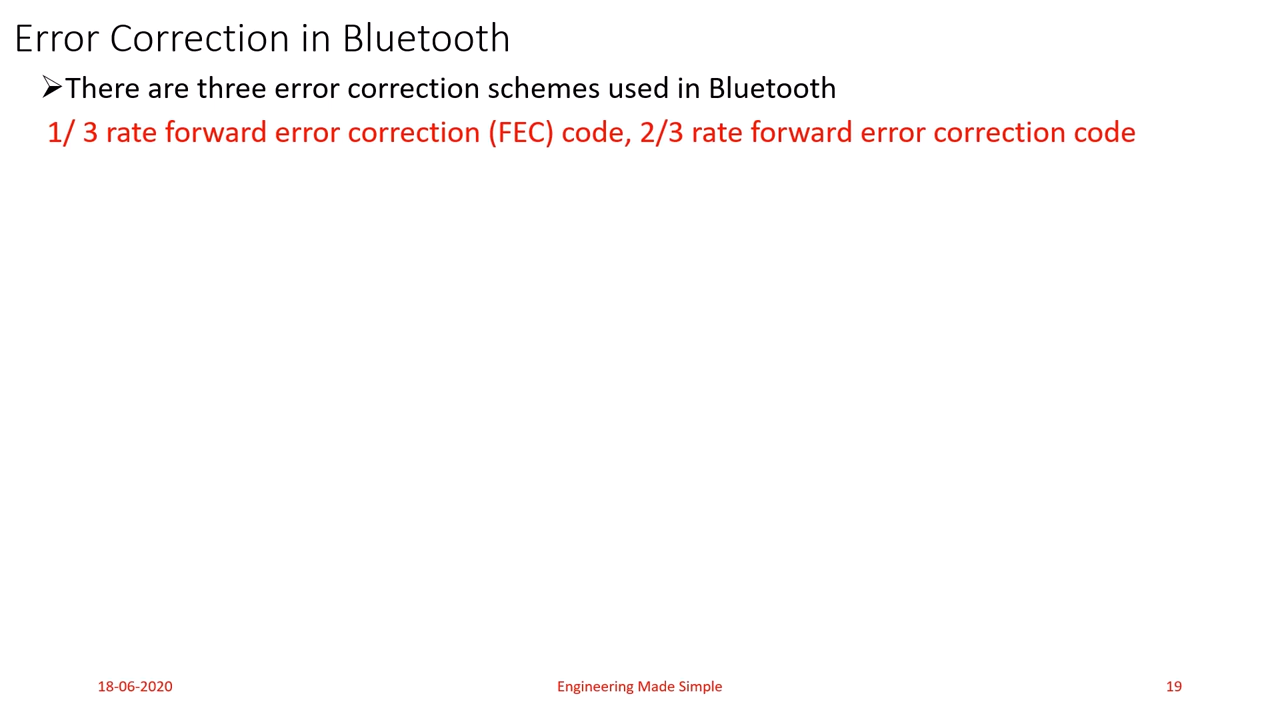 Error Correction in Bluetooth
➢There are three error correction schemes used in Bluetooth
1/ 3 rate forward error correction (FEC) code, 2/3 rate forward error correction code
18-06-2020 Engineering Made Simple 19